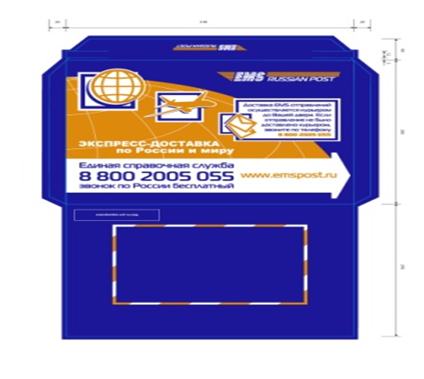 EMS RUSSIAN POST
EMS RUSSIAN POST
Доставка EMS отправлений
осуществляется курьером
до Вашей двери. Если
отправление не было
доставлено курьером,
звоните по телефону
8 800 2005 055
ЭКСПРЕСС-ДОСТАВКА
по России и миру
Единая справочная служба
8 800 2005 055
www.emspost.ru
звонок по России бесплатный